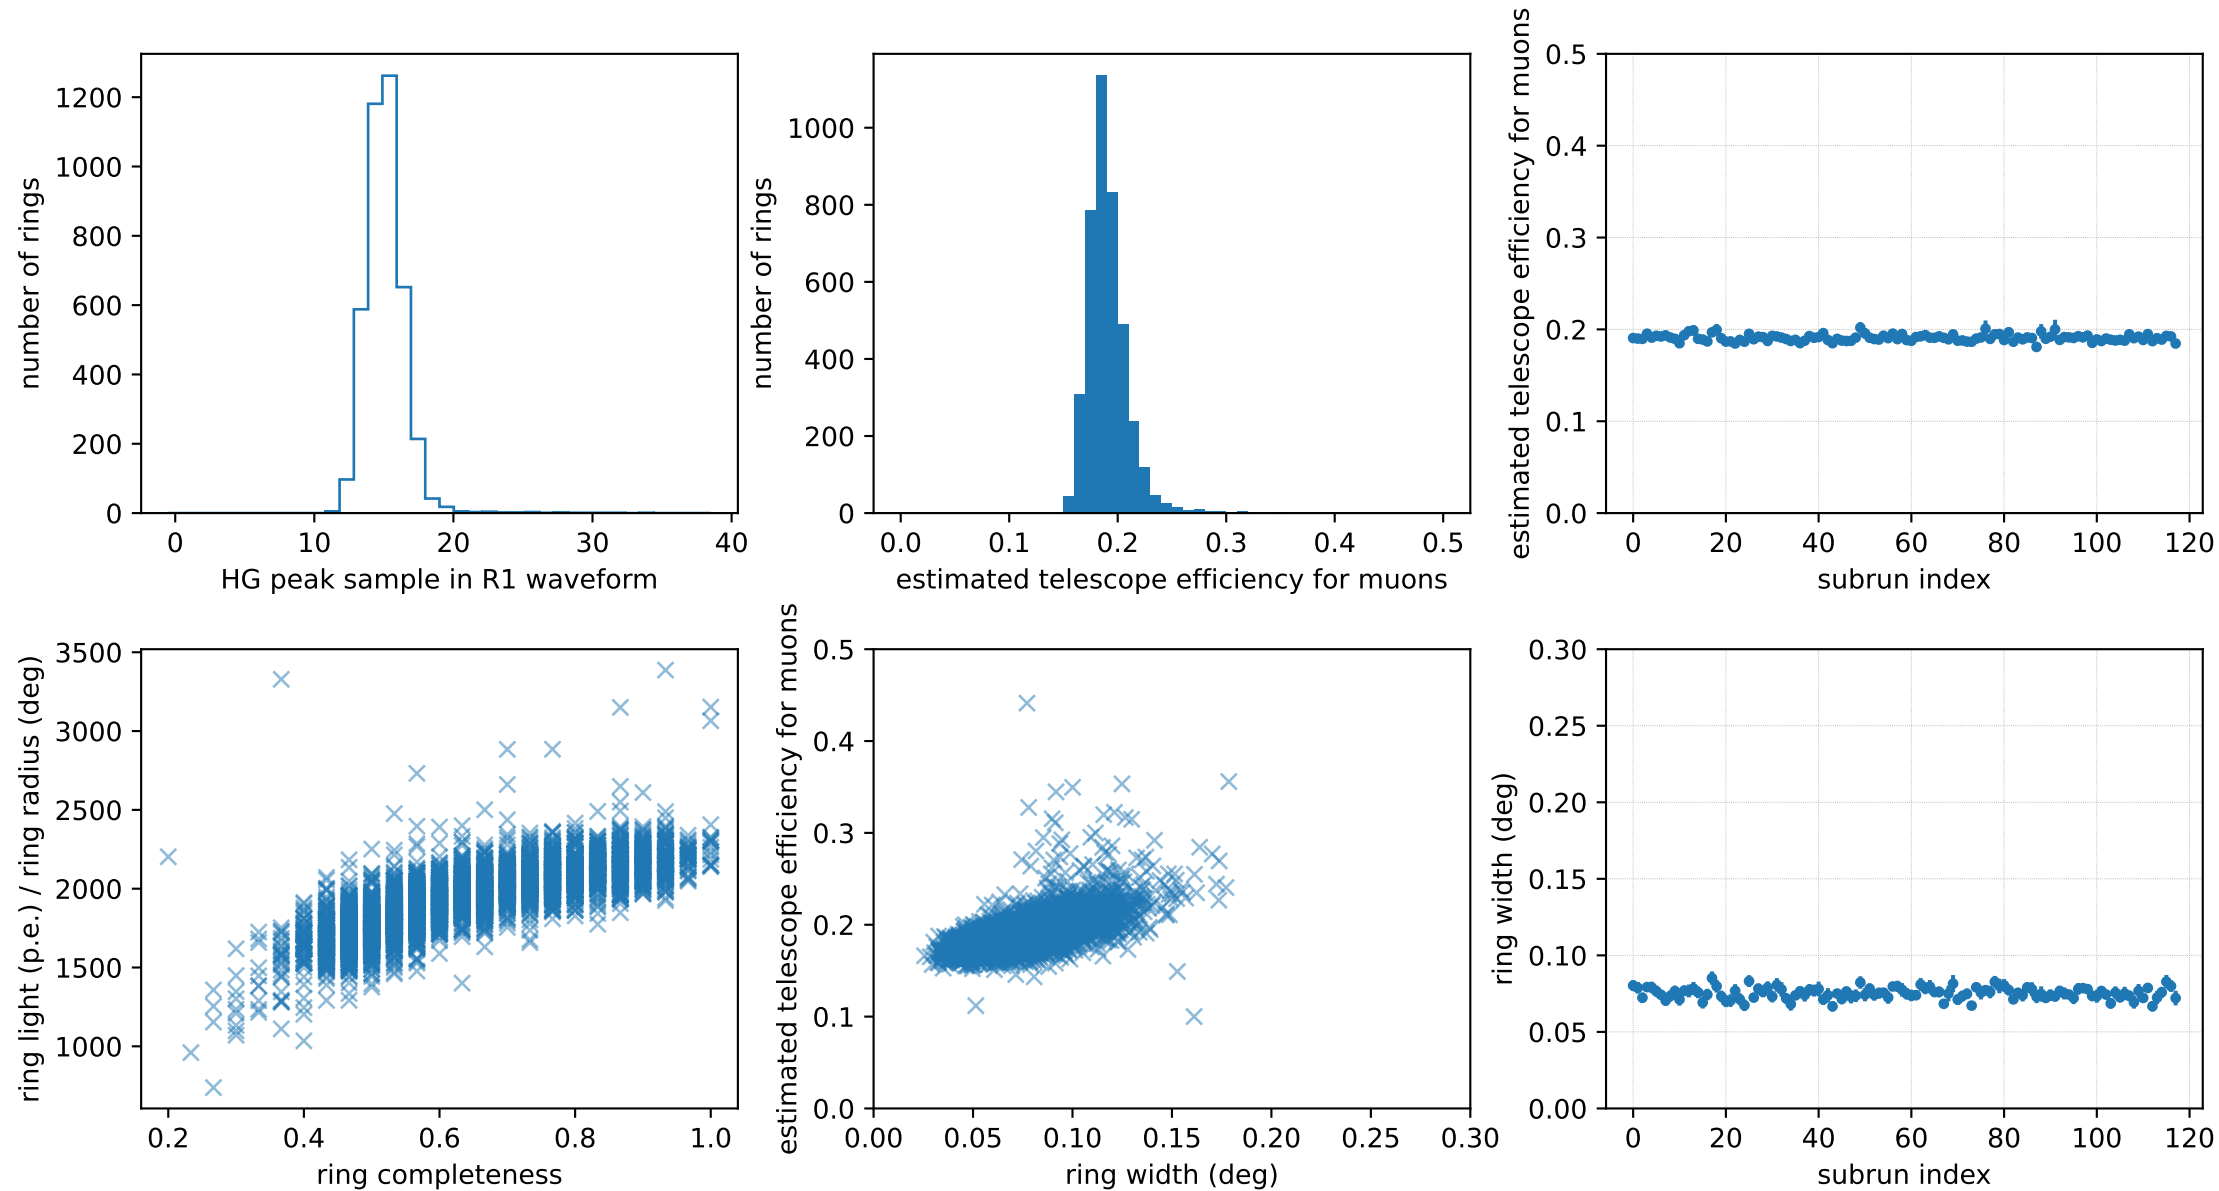 number of rings
1200
1000
800
600
400
200
0
0 10 20 30 40
HG peak sample in R1 waveform
number of rings
1000
800
600
400
200
0
0.0 0.1 0.2 0.3 0.4 0.5
estimated telescope efficiency for muons
estimated telescope efficiency for muons
0.5
0.4
0.3
0.2
0.1
0.0
0 20 40 60 80 100 120
subrun index
ring light (p.e.) / ring radius (deg)
3500
3000
2500
2000
1500
1000
0.2 0.4 0.6 0.8 1.0
ring completeness
estimated telescope efficiency for muons
0.5
0.4
0.3
0.2
0.1
0.0
0.00 0.05 0.10 0.15 0.20 0.25 0.30
ring width (deg)
ring width (deg)
0.30
0.25
0.20
0.15
0.10
0.05
0.00
0 20 40 60 80 100 120
subrun index